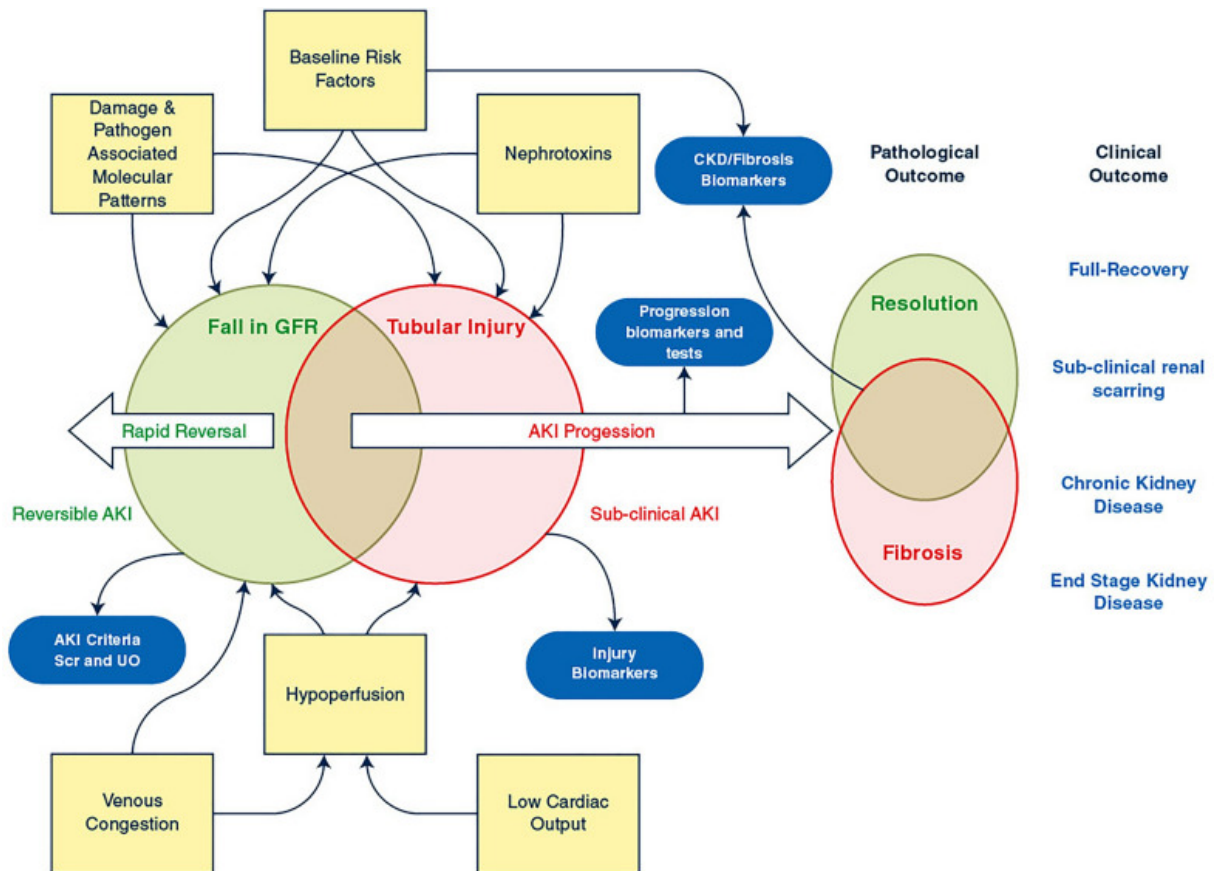 Baseline Risk
Factors
Damage &
Pathogen
Associated
Molecular
Patterns
Nephrotoxins
CKD/Fibrosis
Biomarkers
Pathological
Outcome
Clinical
Outcome
Fall in GFR
Tubular Injury
Progression
biomarkers and
tests
Resolution
Full-Recovery
Sub-clinical renal
scarring
Rapid Reversal
AKI Progession
Reversible AKI
Sub-clinical AKI
Chronic Kidney
Disease
Fibrosis
End Stage Kidney
Disease
AKI Criteria
Scr and UO
Injury
Biomarkers
Hypoperfusion
Venous
Congestion
Low Cardiac
Output